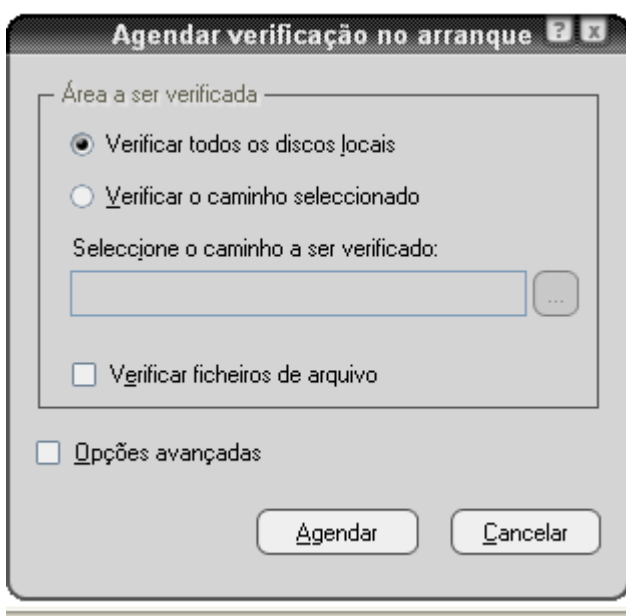 Agendar verificação no arranque ? x
Área a ser verificada
Verificar todos os discos locais
Verificar o caminho seleccionado
Seleccione o caminho a ser verificado:
...
Verificar ficheiros de arquivo
Opções avançadas
Agendar Cancelar